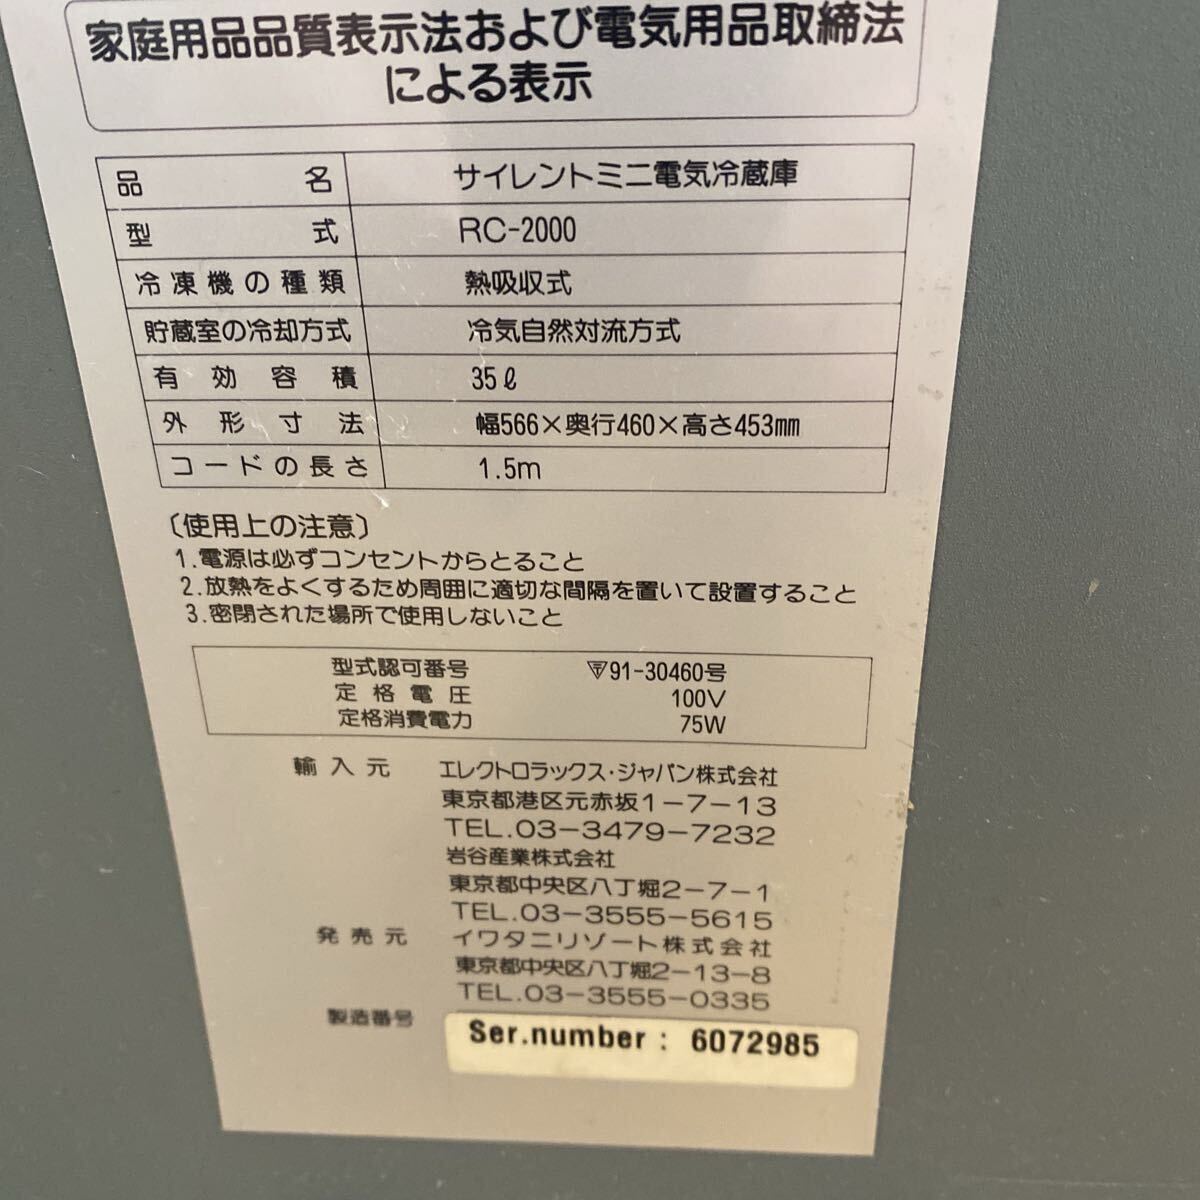 家庭用品品質表示法および電気用品取締法
による表示
品名 サイレントミニ電気冷蔵庫
型式 RC-2000
冷凍機の種類 熱吸収式
貯蔵室の冷却方式 冷気自然対流方式
有効容積 35ℓ
外形寸法 幅566×奥行460×高さ453mm
コードの長さ 1.5m
〔使用上の注意〕
1.電源は必ずコンセントからとること
2.放熱をよくするため周囲に適切な間隔を置いて設置すること
3.密閉された場所で使用しないこと
型式認可番号 91-30460号
定格電圧 100V
定格消費電力 75W
輸入元 エレクトロラックス・ジャパン株式会社
東京都港区元赤坂1-7-13
TEL.03-3479-7232
岩谷産業株式会社
東京都中央区八丁堀2-7-1
TEL.03-3555-5615
発売元 イワタニリゾート株式会社
東京都中央区八丁堀2-13-8
TEL.03-3555-0335
製造番号 Ser.number : 6072985